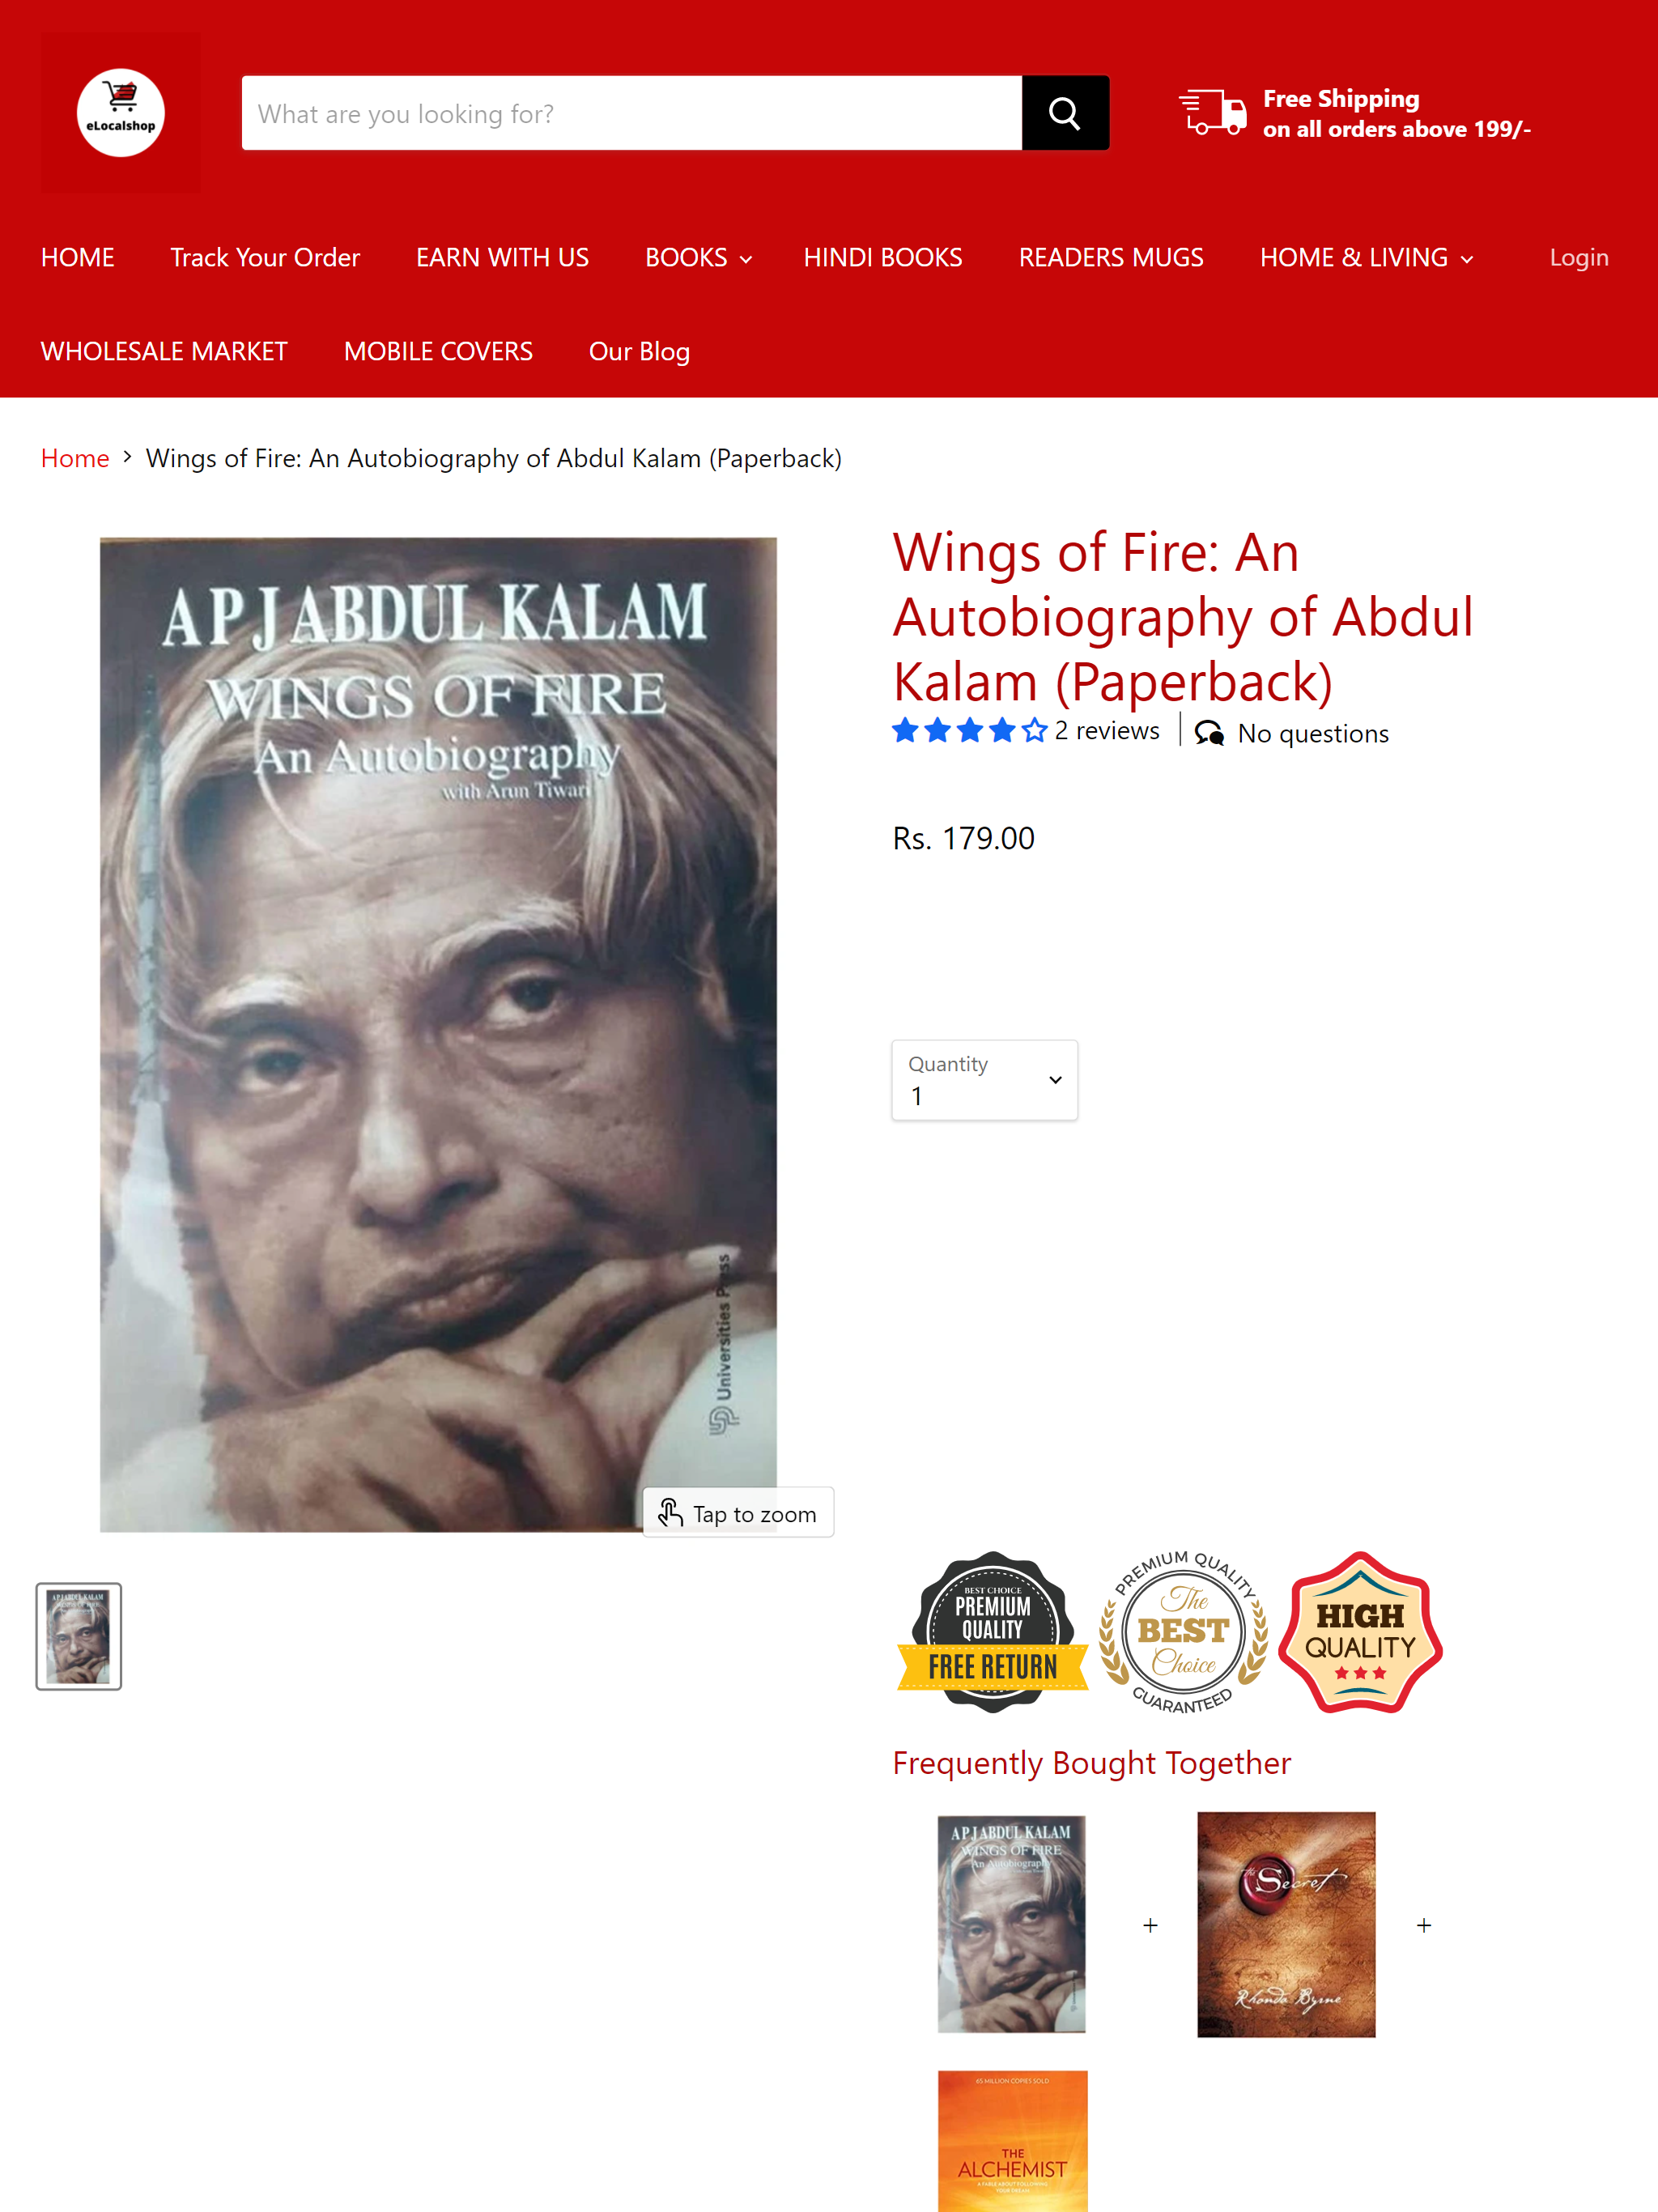 eLocalshop
What are you looking for?
Free Shipping
on all orders above 199/-
HOME
Track Your Order
EARN WITH US
BOOKS
HINDI BOOKS
READERS MUGS
HOME & LIVING
Login
WHOLESALE MARKET
MOBILE COVERS
Our Blog
Home > Wings of Fire: An Autobiography of Abdul Kalam (Paperback)
A P J ABDUL KALAM
WINGS OF FIRE
An Autobiography
with Arun Tiwari
Universities Press
Tap to zoom
Wings of Fire: An
Autobiography of Abdul
Kalam (Paperback)
2 reviews
No questions
Rs. 179.00
Quantity
1
BEST CHOICE
PREMIUM
QUALITY
FREE RETURN
PREMIUM QUALITY
The
BEST
Choice
GUARANTEED
HIGH
QUALITY
Frequently Bought Together
A P J ABDUL KALAM
WINGS OF FIRE
An Autobiography
+
The Secret
Rhonda Byrne
+
65 MILLION COPIES SOLD
THE
ALCHEMIST
A FABLE ABOUT FOLLOWING
YOUR DREAM